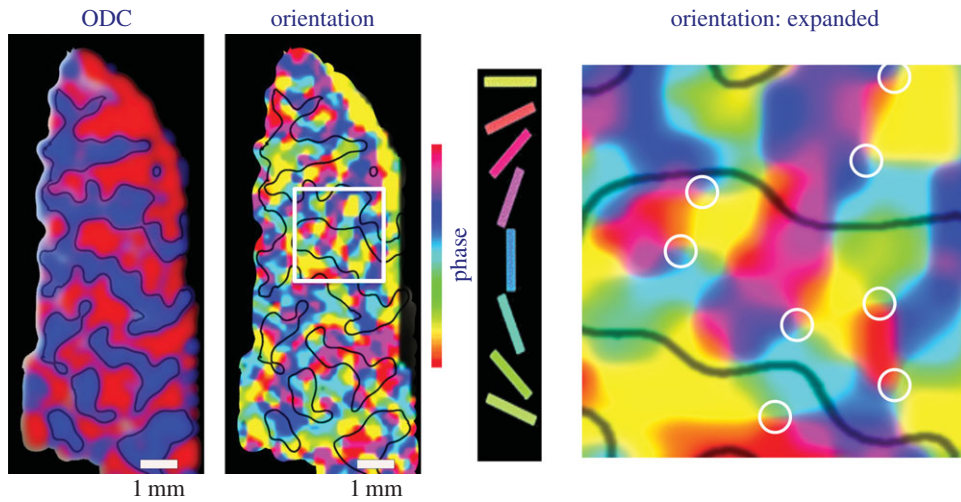 ODC
orientation
orientation: expanded
phase
1 mm
1 mm